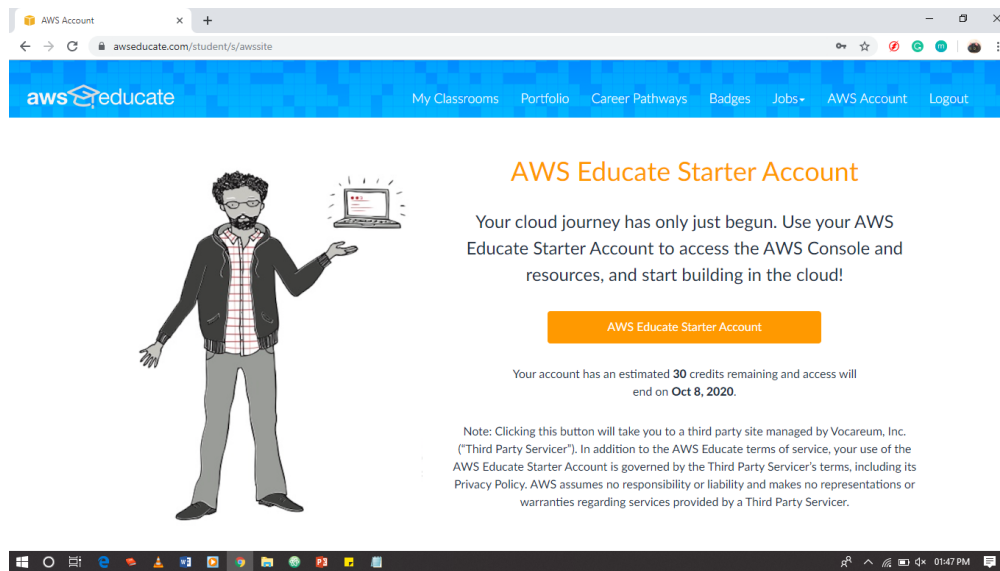 AWS Account
awseducate.com/student/s/awssite
aws educate
My Classrooms Portfolio Career Pathways Badges Jobs AWS Account Logout
AWS Educate Starter Account
Your cloud journey has only just begun. Use your AWS
Educate Starter Account to access the AWS Console and
resources, and start building in the cloud!
AWS Educate Starter Account
Your account has an estimated 30 credits remaining and access will
end on Oct 8, 2020.
Note: Clicking this button will take you to a third party site managed by Vocareum, Inc.
("Third Party Servicer"). In addition to the AWS Educate terms of service, your use of the
AWS Educate Starter Account is governed by the Third Party Servicer's terms, including its
Privacy Policy. AWS assumes no responsibility or liability and makes no representations or
warranties regarding services provided by a Third Party Servicer.
01:47 PM